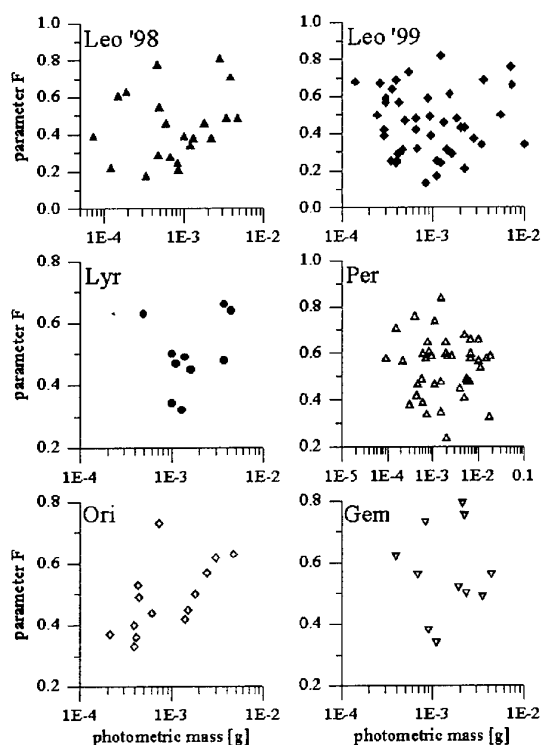 Leo '98
Leo '99
parameter F
1.0
0.8
0.6
0.4
0.2
0.0
1E-4
1E-3
1E-2
1.0
0.8
0.6
0.4
0.2
0.0
1E-4
1E-3
1E-2
Lyr
Per
parameter F
0.8
0.6
0.4
0.2
1E-4
1E-3
1E-2
1.0
0.8
0.6
0.4
0.2
1E-5
1E-4
1E-3
1E-2
0.1
Ori
Gem
parameter F
0.8
0.6
0.4
0.2
1E-4
1E-3
1E-2
photometric mass [g]
0.8
0.6
0.4
0.2
1E-4
1E-3
1E-2
photometric mass [g]